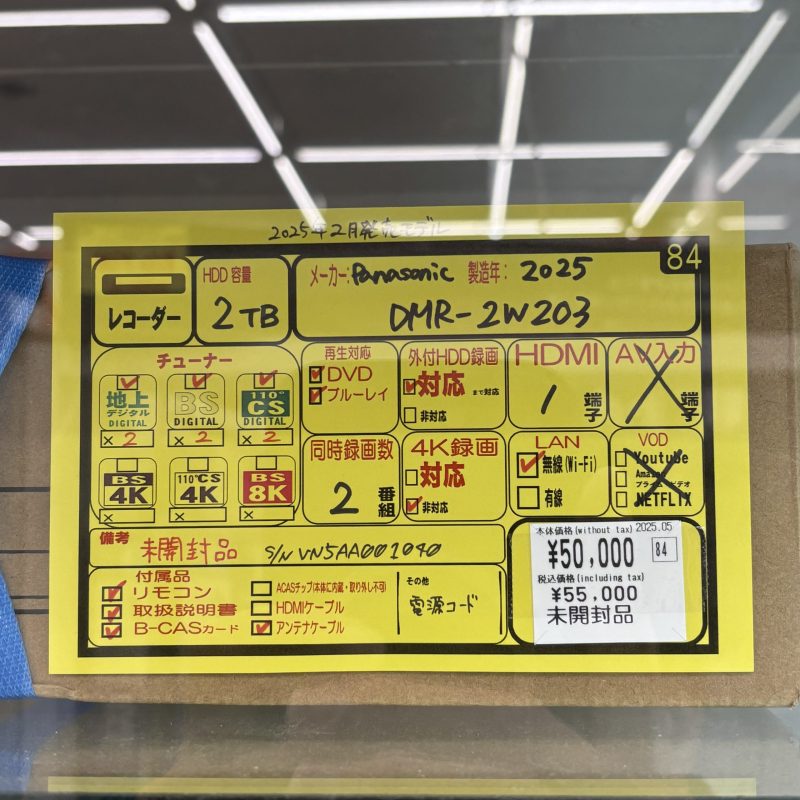 2025年2月発売モデル
84
レコーダー
HDD 容量
2TB
メーカー: Panasonic 製造年: 2025
DMR-2W203
チューナー
地上
デジタル
DIGITAL
× 2
BS
DIGITAL
× 2
110°
CS
DIGITAL
× 2
BS
4K
×
110°CS
4K
×
BS
8K
×
再生対応
DVD
ブルーレイ
外付HDD録画
対応 まで対応
非対応
HDMI
1 端子
AV入力
端子
同時録画数
2 番組
4K録画
対応
非対応
LAN
無線(Wi-Fi)
有線
VOD
Youtube
プライムビデオ
NETFLIX
備考
未開封品 S/N VN5AA001040
付属品
リモコン
取扱説明書
B-CASカード
ACASチップ(本体に内蔵・取り外し不可)
HDMIケーブル
アンテナケーブル
その他
電源コード
本体価格(without tax) 2025.05
¥50,000 84
税込価格(including tax)
¥55,000
未開封品